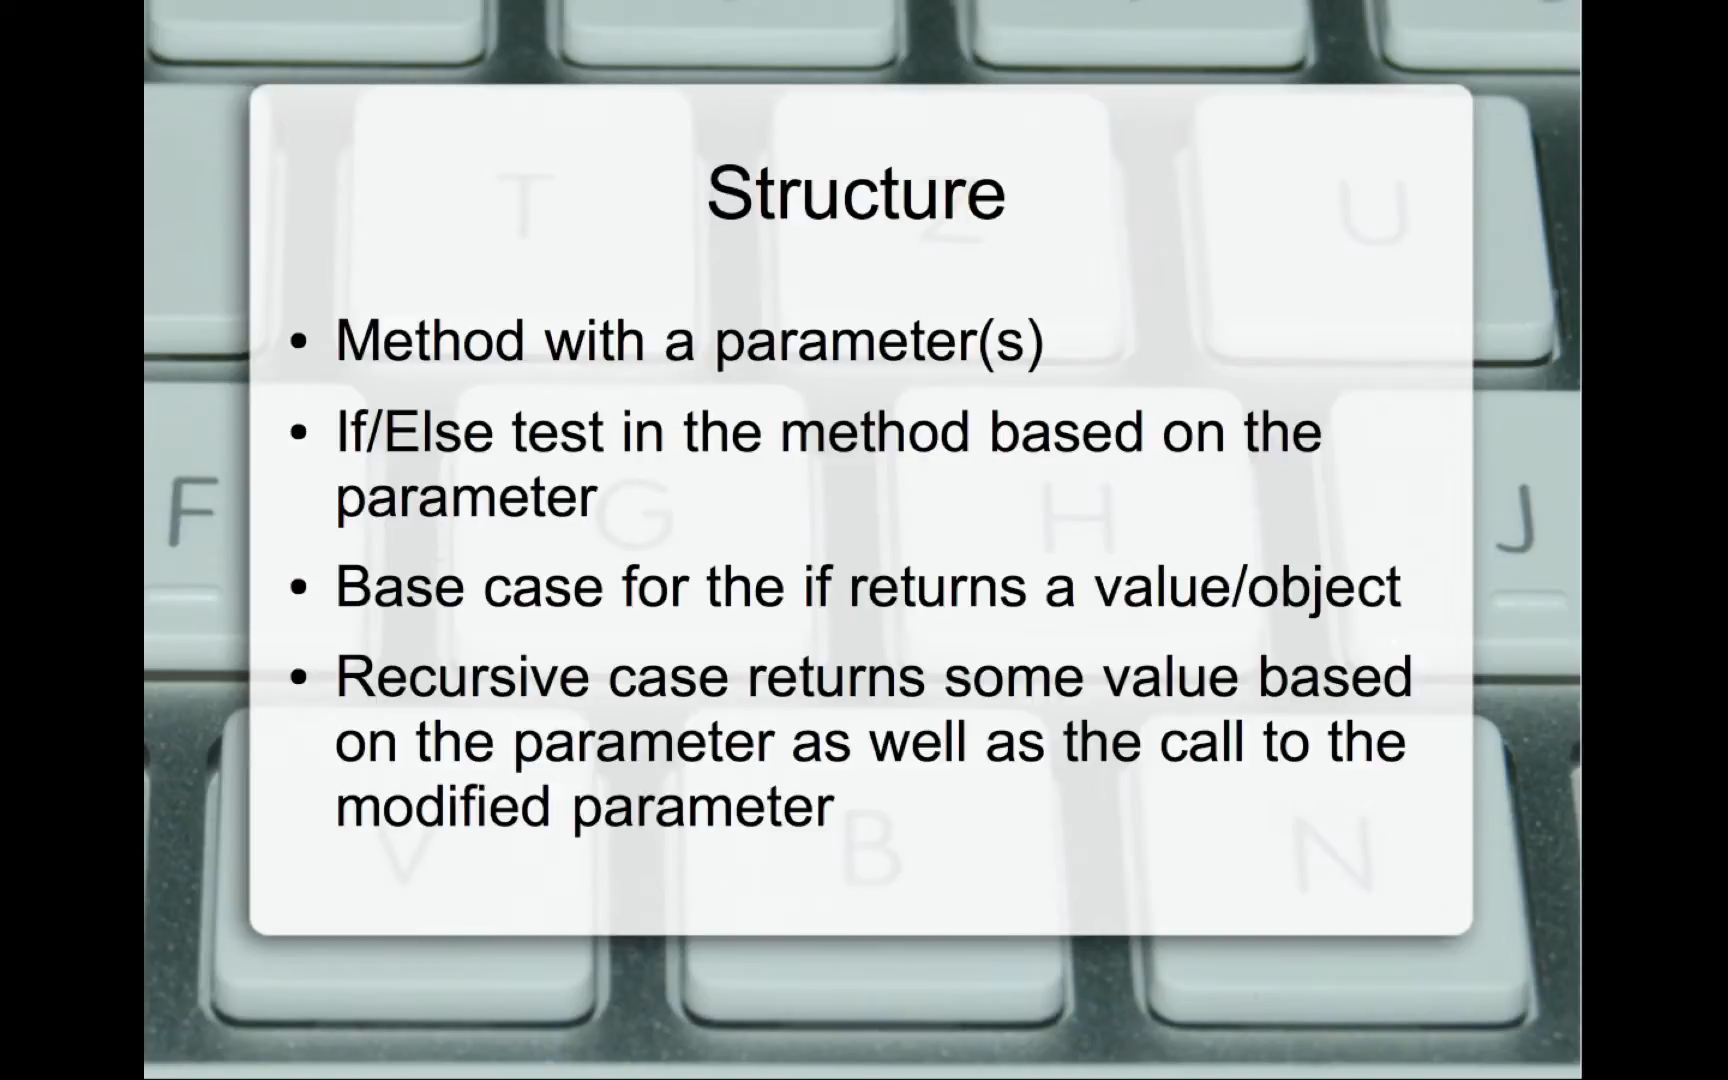 Structure
• Method with a parameter(s)
• If/Else test in the method based on the
parameter
• Base case for the if returns a value/object
• Recursive case returns some value based
on the parameter as well as the call to the
modified parameter
T
Z
U
F
G
H
J
V
B
N